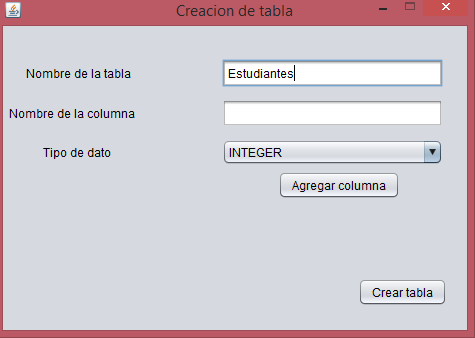 Creacion de tabla
Nombre de la tabla
Estudiantes
Nombre de la columna
Tipo de dato
INTEGER
Agregar columna
Crear tabla